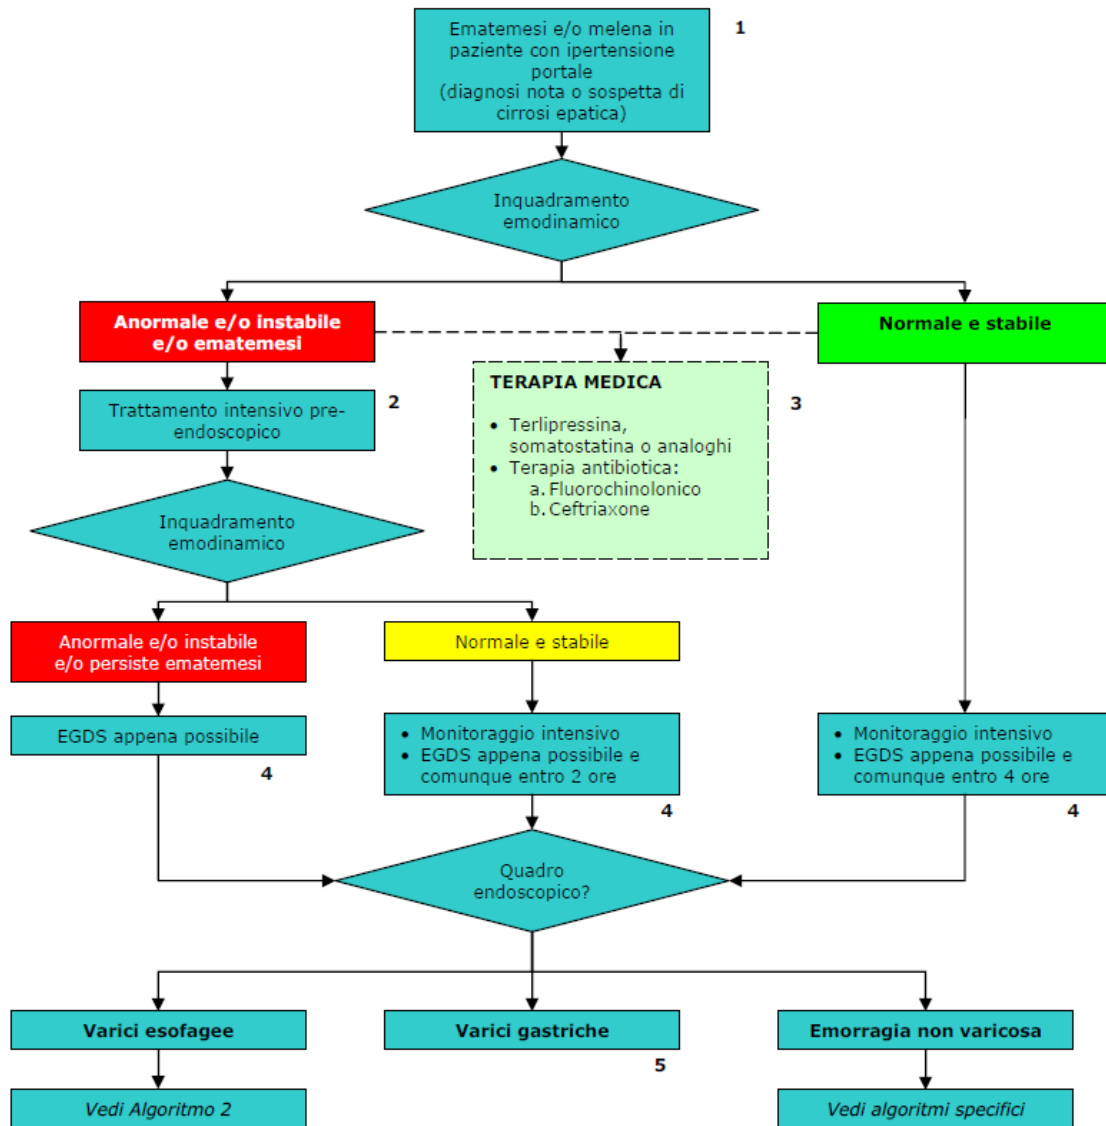 Ematemesi e/o melena in
paziente con ipertensione
portale
(diagnosi nota o sospetta di
cirrosi epatica)
1
Inquadramento
emodinamico
Anormale e/o instabile
e/o ematemesi
Normale e stabile
Trattamento intensivo pre-
endoscopico
2
TERAPIA MEDICA
• Terlipressina,
somatostatina o analoghi
• Terapia antibiotica:
a. Fluorochinolonico
b. Ceftriaxone
3
Inquadramento
emodinamico
Anormale e/o instabile
e/o persiste ematemesi
Normale e stabile
EGDS appena possibile
4
• Monitoraggio intensivo
• EGDS appena possibile e
comunque entro 2 ore
4
• Monitoraggio intensivo
• EGDS appena possibile e
comunque entro 4 ore
4
Quadro
endoscopico?
Varici esofagee
Varici gastriche
5
Emorragia non varicosa
Vedi Algoritmo 2
Vedi algoritmi specifici